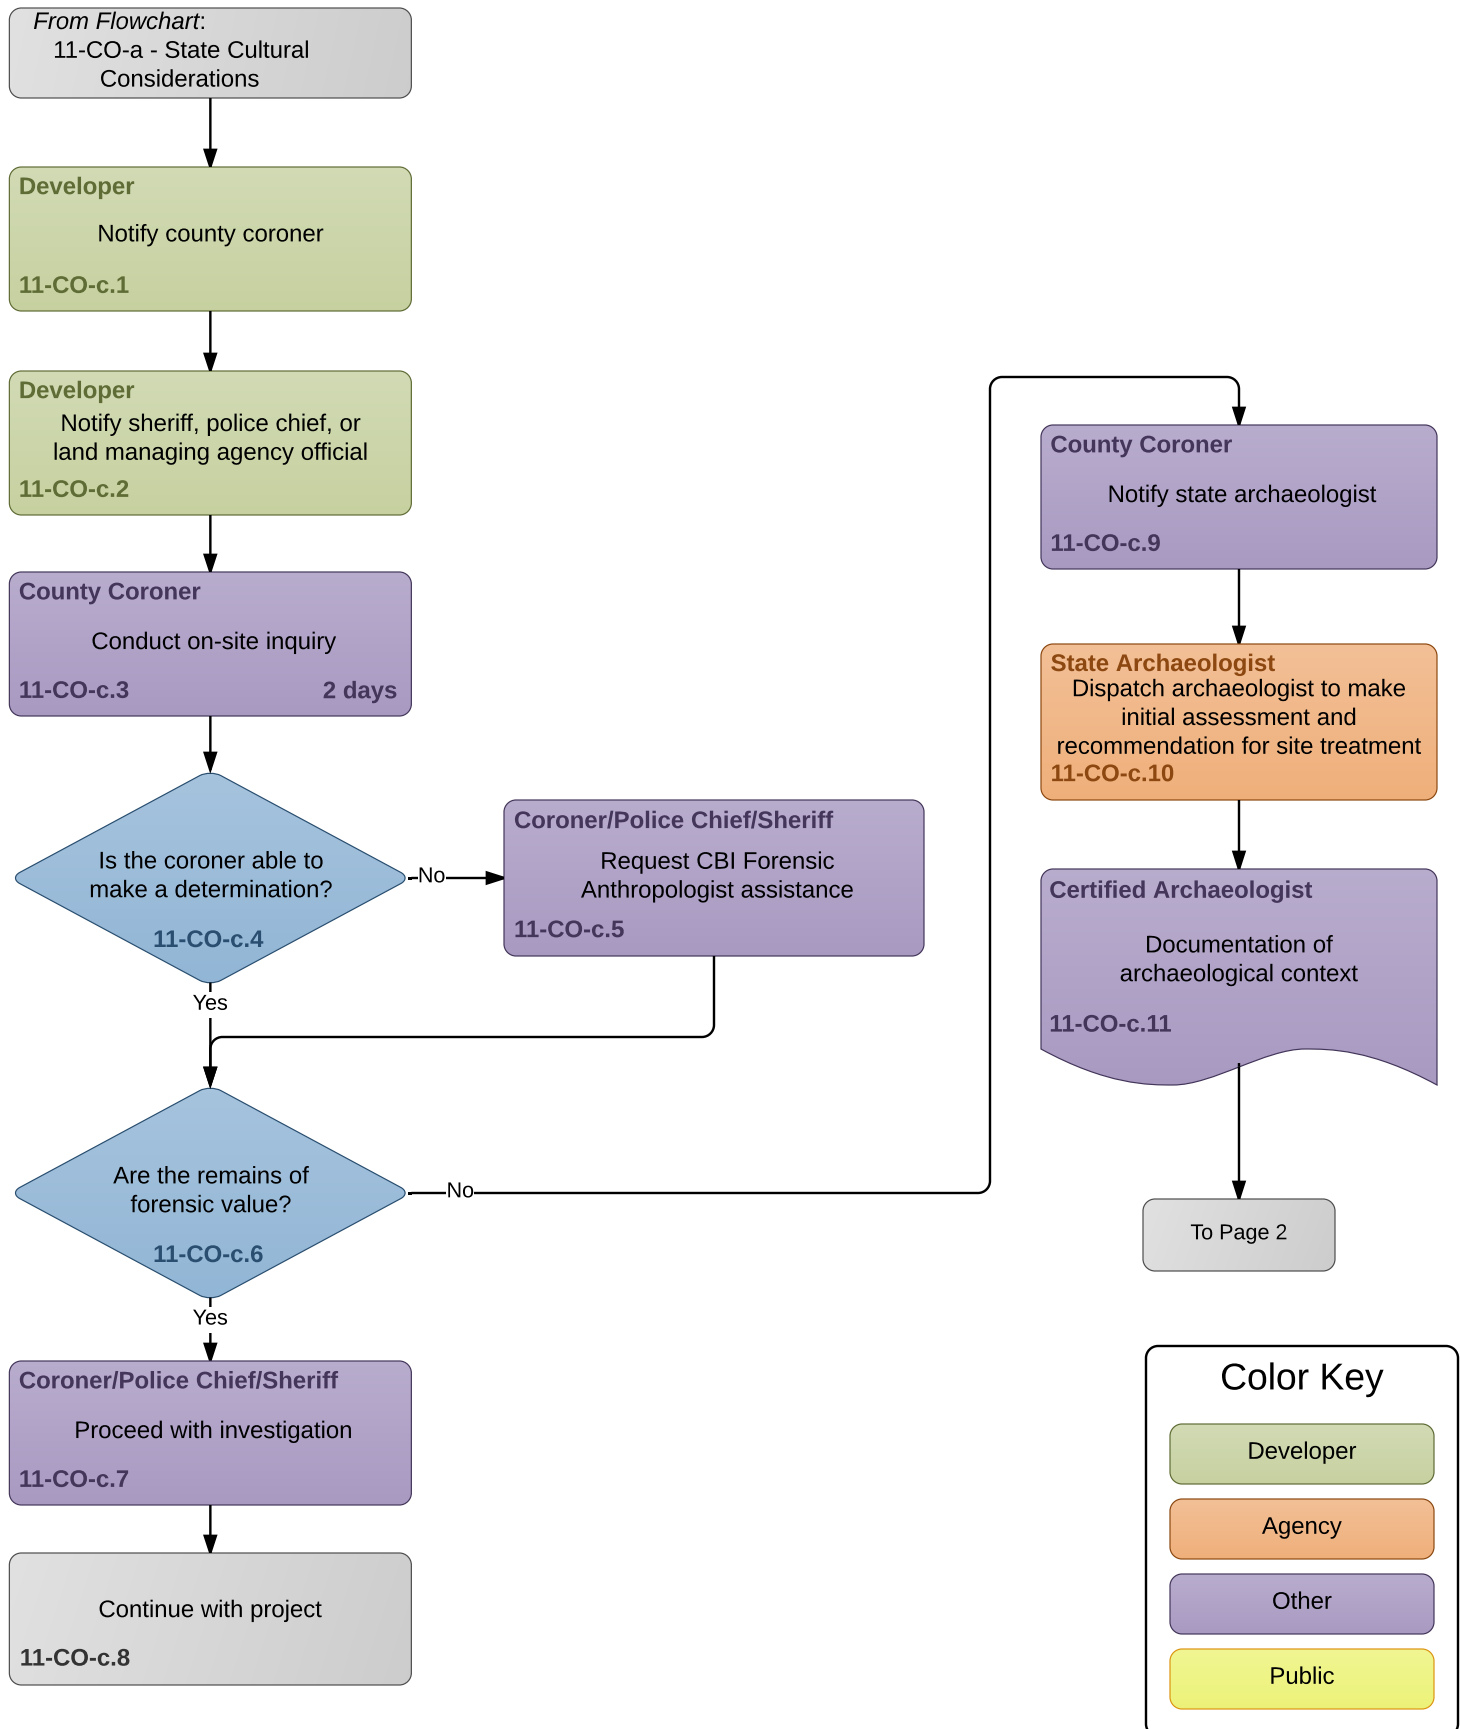 From Flowchart:
11-CO-a - State Cultural
Considerations
Developer
Notify county coroner
11-CO-c.1
Developer
Notify sheriff, police chief, or
land managing agency official
11-CO-c.2
County Coroner
Conduct on-site inquiry
11-CO-c.3 2 days
Is the coroner able to
make a determination?
11-CO-c.4
No
Yes
Coroner/Police Chief/Sheriff
Request CBI Forensic
Anthropologist assistance
11-CO-c.5
Are the remains of
forensic value?
11-CO-c.6
No
Yes
Coroner/Police Chief/Sheriff
Proceed with investigation
11-CO-c.7
Continue with project
11-CO-c.8
County Coroner
Notify state archaeologist
11-CO-c.9
State Archaeologist
Dispatch archaeologist to make
initial assessment and
recommendation for site treatment
11-CO-c.10
Certified Archaeologist
Documentation of
archaeological context
11-CO-c.11
To Page 2
Color Key
Developer
Agency
Other
Public